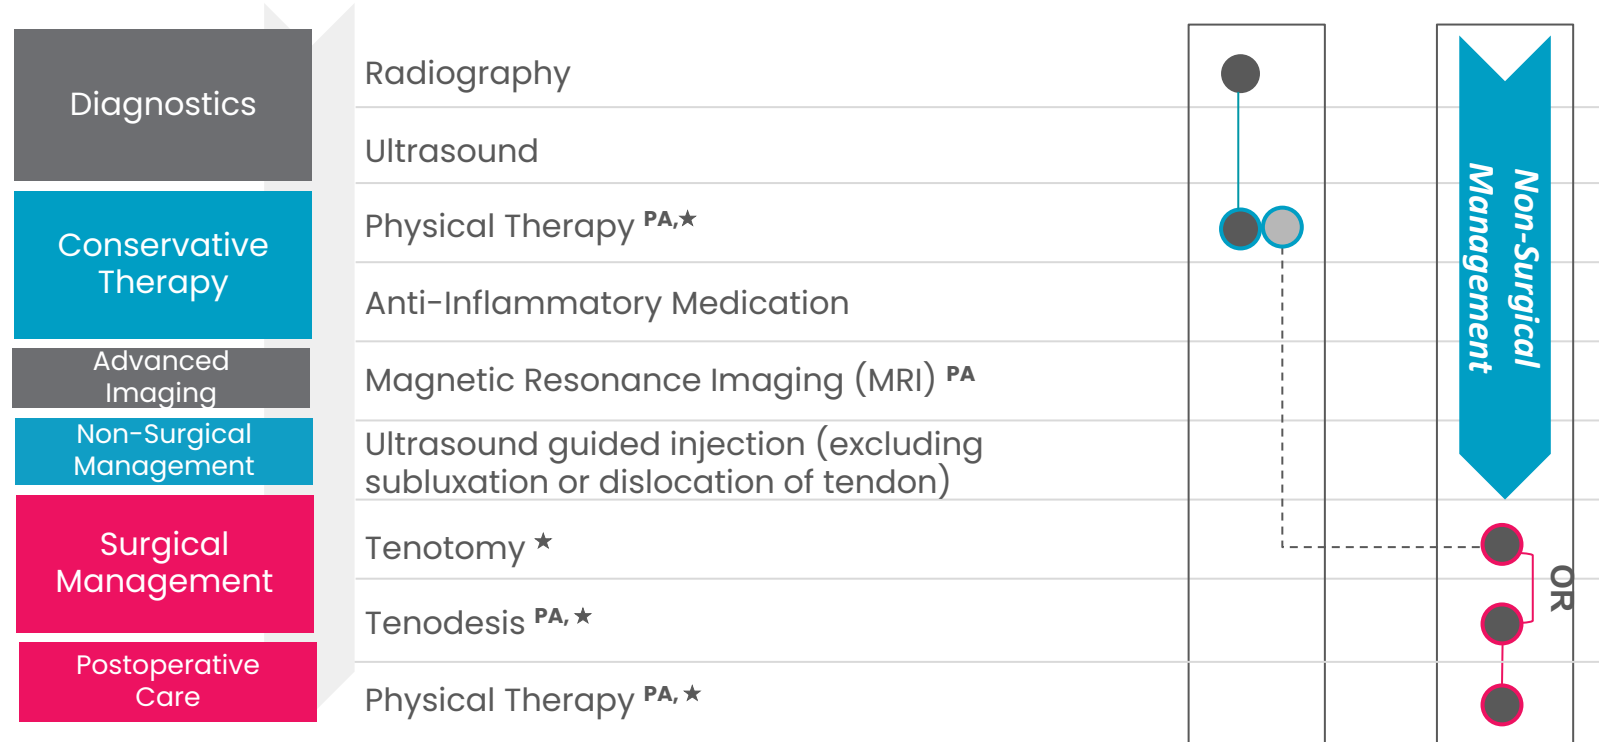 Diagnostics
Radiography
Ultrasound
Conservative
Therapy
Physical Therapy PA,★
Anti-Inflammatory Medication
Advanced
Imaging
Magnetic Resonance Imaging (MRI) PA
Non-Surgical
Management
Ultrasound guided injection (excluding
subluxation or dislocation of tendon)
Surgical
Management
Tenotomy ★
Tenodesis PA, ★
Postoperative
Care
Physical Therapy PA, ★
Non-Surgical
Management
OR